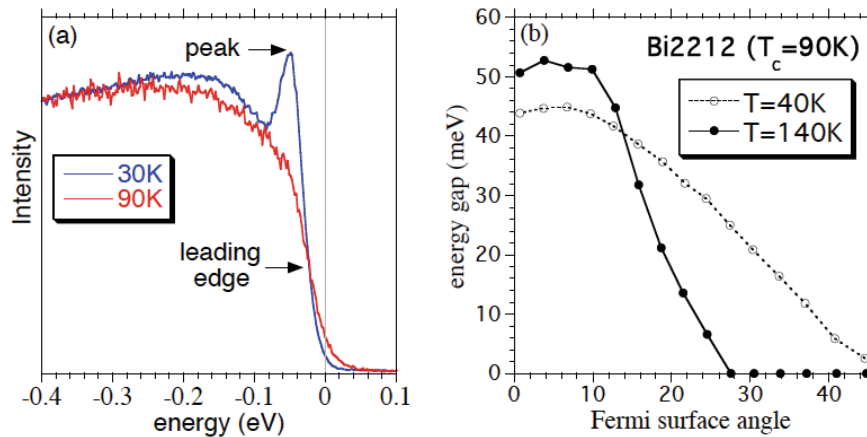 (a)
peak
30K
90K
leading
edge
Intensity
-0.4
-0.3
-0.2
-0.1
0
0.1
energy (eV)
(b)
Bi2212 (Tc=90K)
T=40K
T=140K
energy gap (meV)
60
50
40
30
20
10
0
0
10
20
30
40
Fermi surface angle